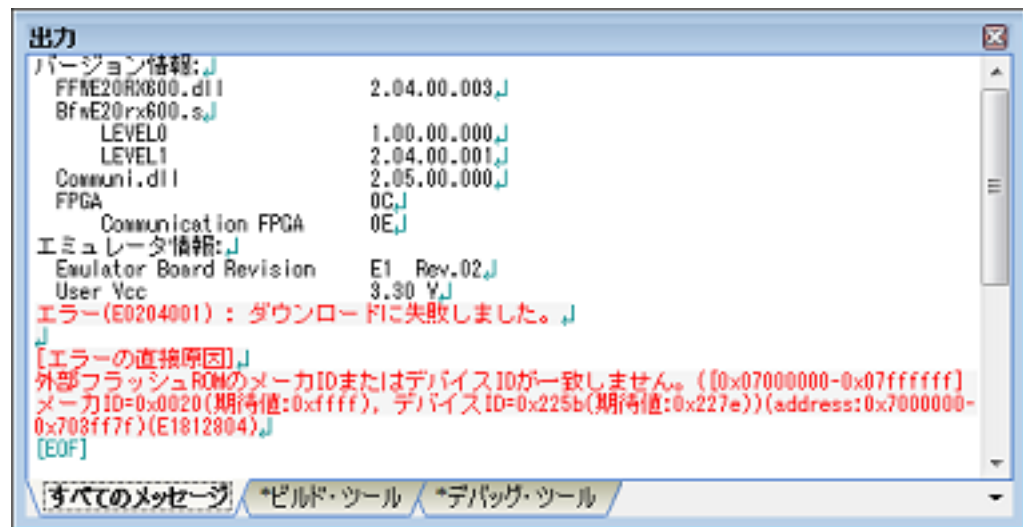 出力
バージョン情報:↲
FFWE20RX600.dll 2.04.00.003↲
BfwE20rx600.s↲
LEVEL0 1.00.00.000↲
LEVEL1 2.04.00.001↲
Communi.dll 2.05.00.000↲
FPGA 0C↲
Communication FPGA 0E↲
エミュレータ情報:↲
Emulator Board Revision E1 Rev.02↲
User Vcc 3.30 V↲
エラー(E0204001) : ダウンロードに失敗しました。↲
↲
[エラーの直接原因]↲
外部フラッシュROMのメーカIDまたはデバイスIDが一致しません。([0x07000000-0x07ffffff]
メーカID=0x0020(期待値:0xffff), デバイスID=0x225b(期待値:0x227e))(address:0x7000000-
0x703ff7f)(E1812804)↲
[EOF]
すべてのメッセージ *ビルド・ツール *デバッグ・ツール